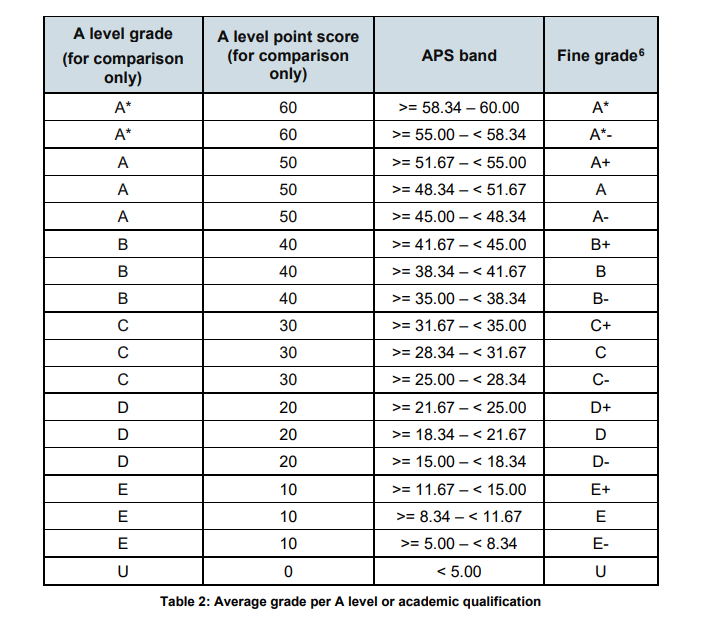 A level grade (for comparison only) A level point score (for comparison only) APS band Fine grade6
A* 60 >= 58.34 – 60.00 A*
A* 60 >= 55.00 – < 58.34 A*-
A 50 >= 51.67 – < 55.00 A+
A 50 >= 48.34 – < 51.67 A
A 50 >= 45.00 – < 48.34 A-
B 40 >= 41.67 – < 45.00 B+
B 40 >= 38.34 – < 41.67 B
B 40 >= 35.00 – < 38.34 B-
C 30 >= 31.67 – < 35.00 C+
C 30 >= 28.34 – < 31.67 C
C 30 >= 25.00 – < 28.34 C-
D 20 >= 21.67 – < 25.00 D+
D 20 >= 18.34 – < 21.67 D
D 20 >= 15.00 – < 18.34 D-
E 10 >= 11.67 – < 15.00 E+
E 10 >= 8.34 – < 11.67 E
E 10 >= 5.00 – < 8.34 E-
U 0 < 5.00 U
Table 2: Average grade per A level or academic qualification